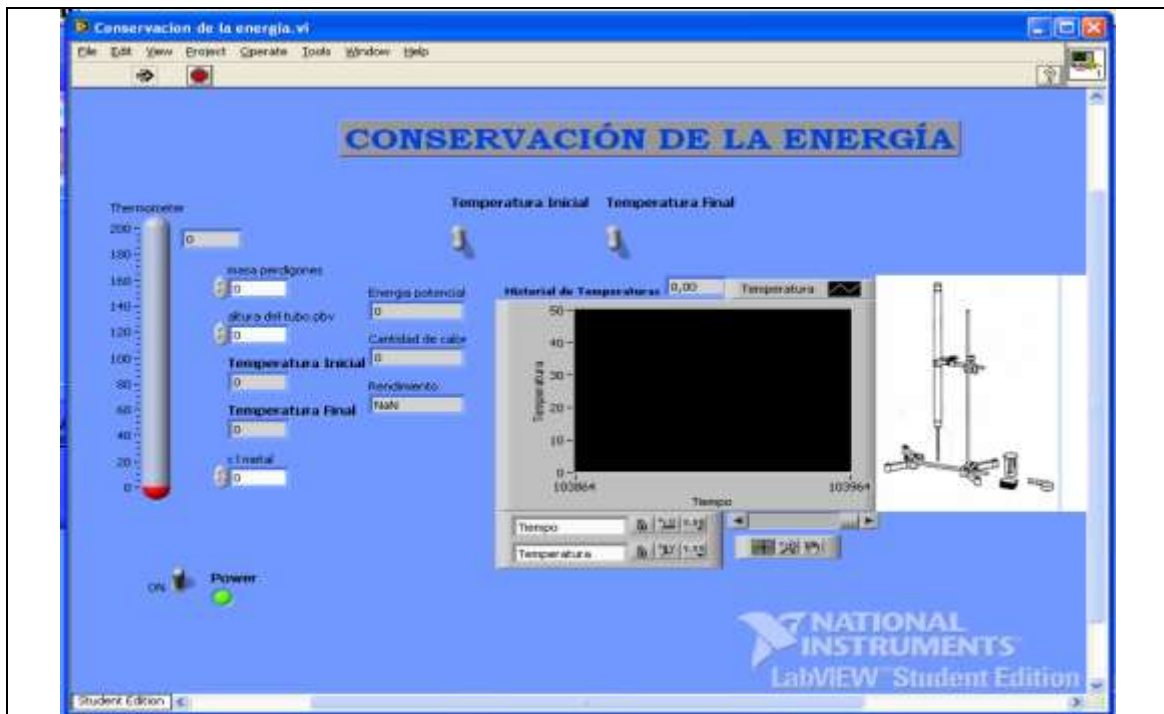 Conservacion de la energia.vi
File Edit View Project Operate Tools Window Help
CONSERVACIÓN DE LA ENERGÍA
Temperatura Inicial Temperatura Final
Thermometer
200
180
160
140
120
100
80
60
40
20
0
0
masa perdigones
0
altura del tubo pbv
0
Temperatura Inicial
0
Temperatura Final
0
0
Energia potencial
0
Cantidad de calor
0
Rendimiento
NaN
Historial de Temperaturas 0,00 Temperatura
50
40
30
20
10
0
Temperatura
103864 103964
Tiempo
Tiempo
Temperatura
ON Power
NATIONAL
INSTRUMENTS
LabVIEW Student Edition
Student Edition